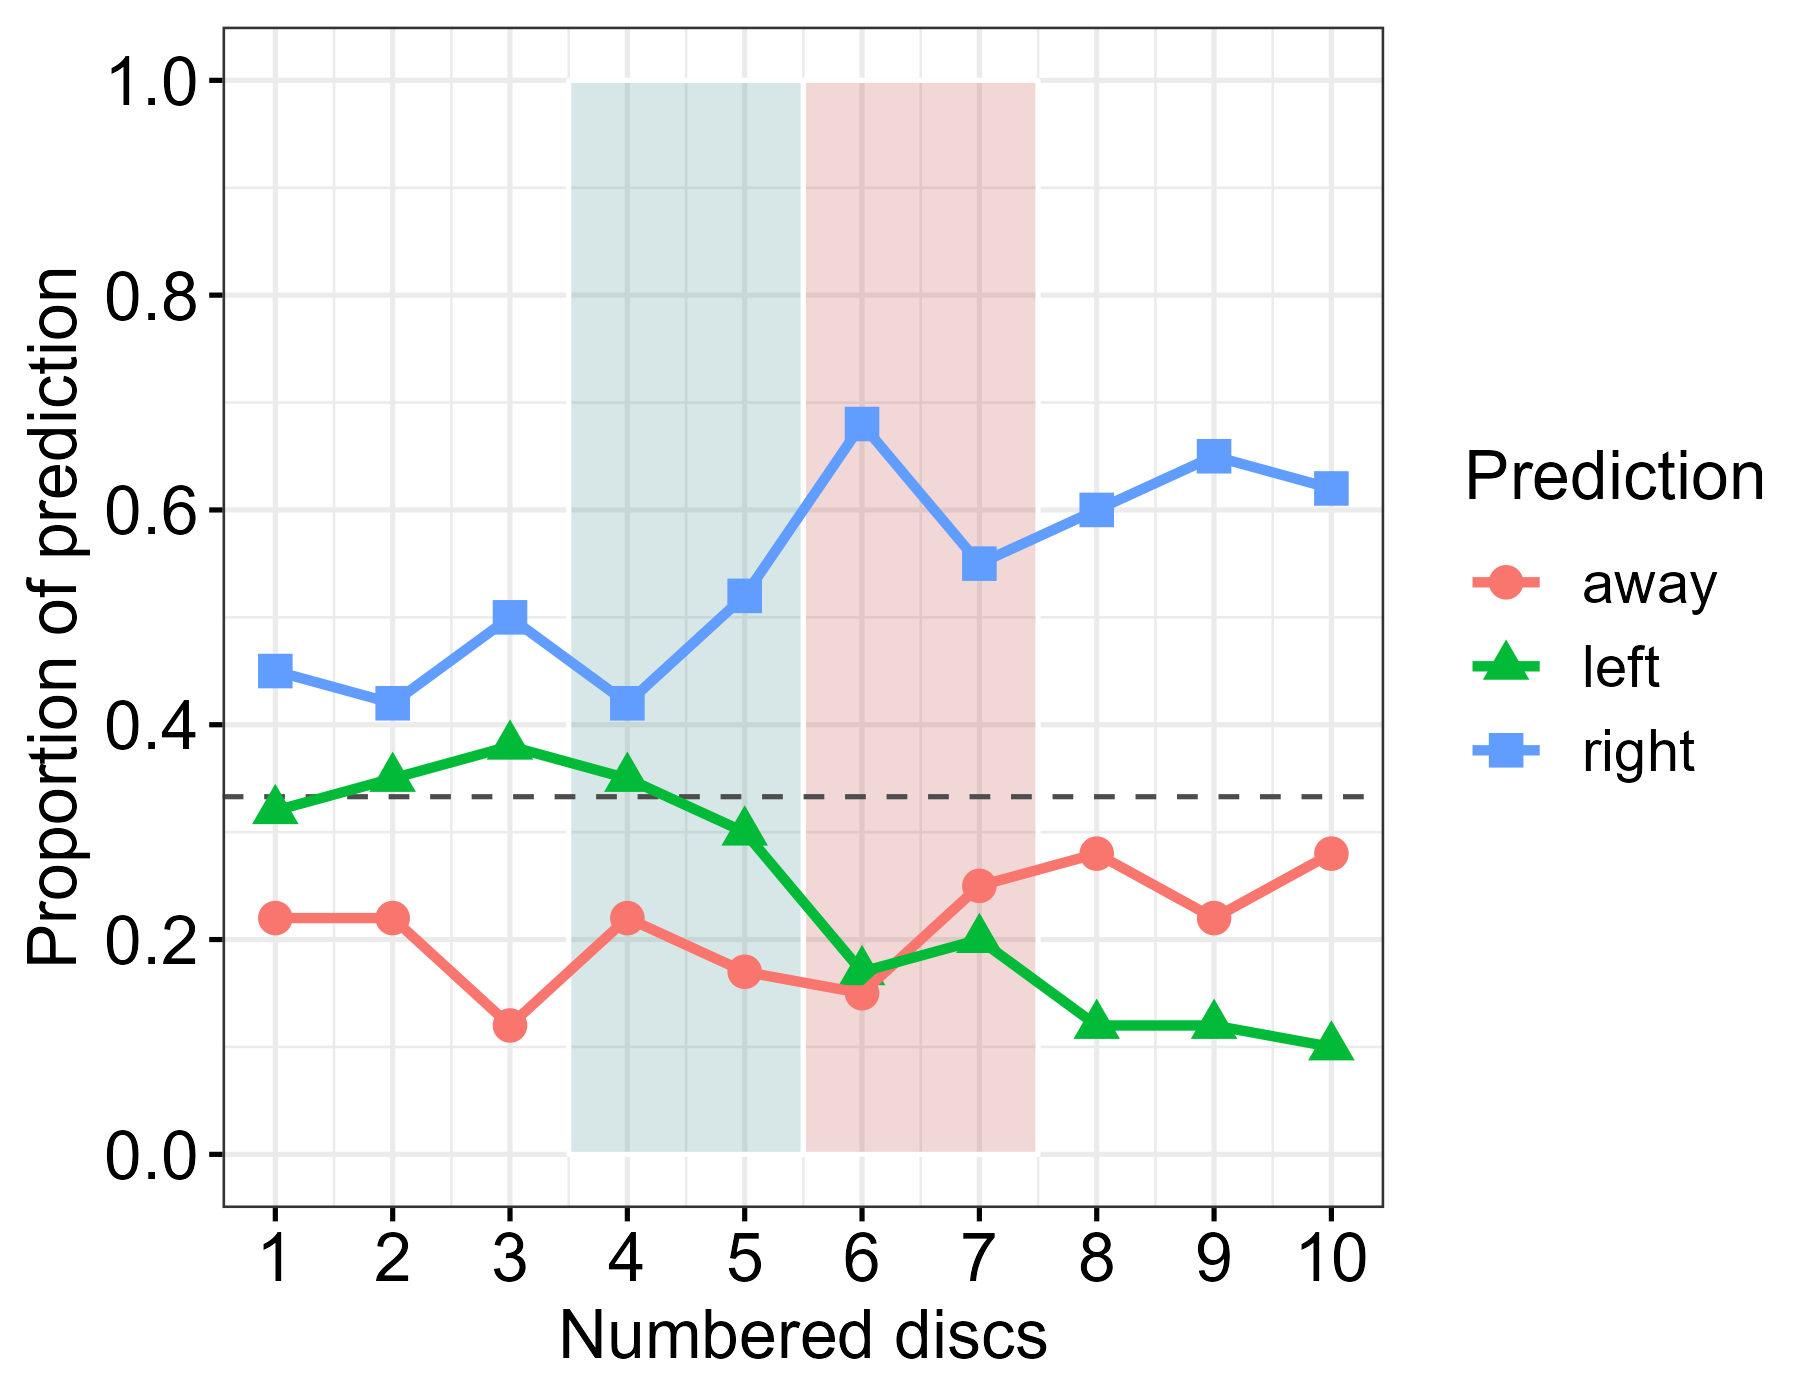 Proportion of prediction
1.0
0.8
0.6
0.4
0.2
0.0
1 2 3 4 5 6 7 8 9 10
Numbered discs
Prediction
away
left
right